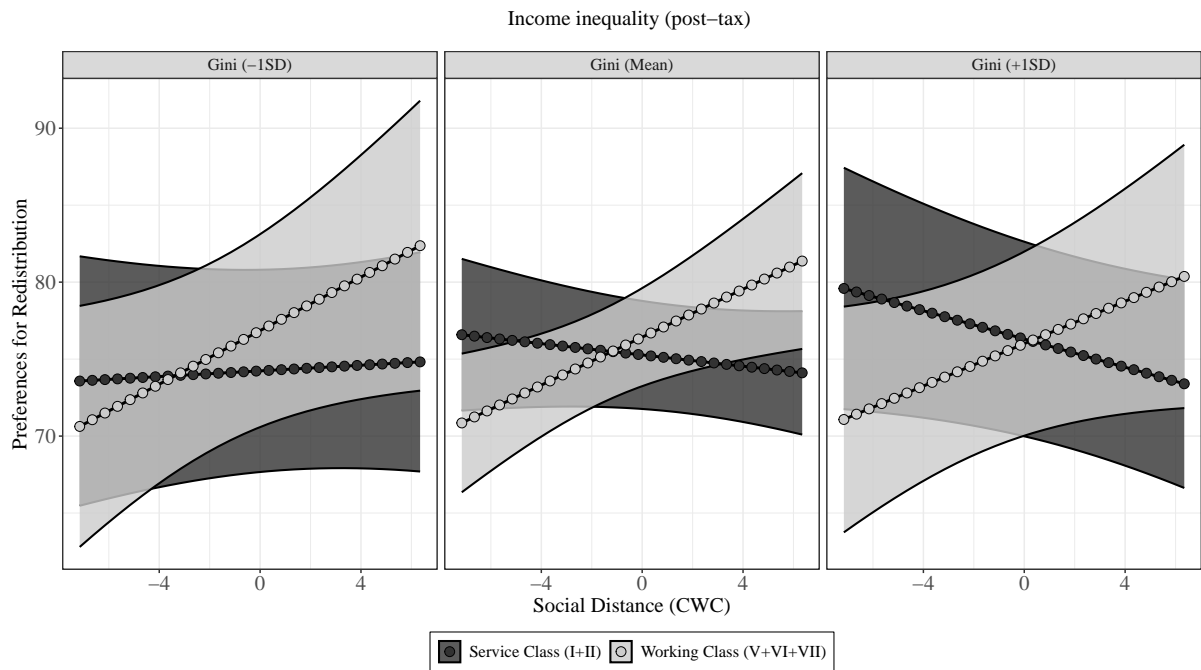 Income inequality (post−tax)
Gini (−1SD) Gini (Mean) Gini (+1SD)
Preferences for Redistribution
90
80
70
−4 0 4 −4 0 4 −4 0 4
Social Distance (CWC)
Service Class (I+II) Working Class (V+VI+VII)